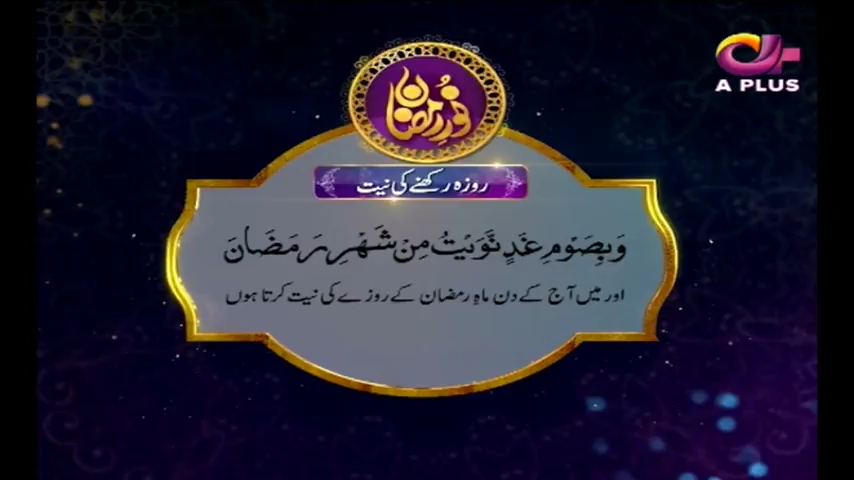 نور رمضان
A PLUS
روزہ رکھنے کی نیت
وَبِصَوْمِ غَدٍ نَّوَيْتُ مِنْ شَهْرِ رَمَضَانَ
اور میں آج کے دن ماہِ رمضان کے روزے کی نیت کرتا ہوں